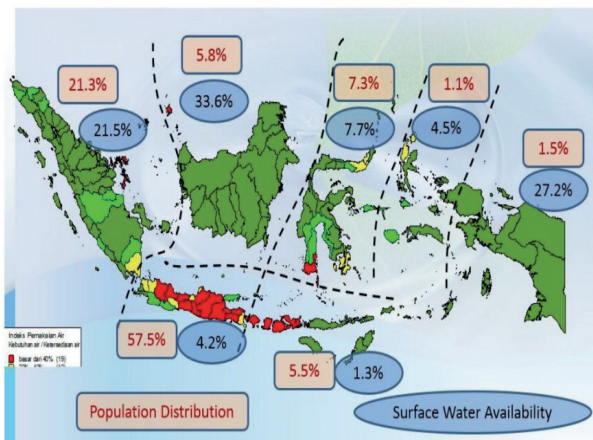 5.8%
21.3%
7.3%
1.1%
33.6%
21.5%
7.7%
4.5%
1.5%
27.2%
Indeks Pemakaian Air
Kebutuhan air / Ketersediaan air
besar dari 40% (19)
57.5%
4.2%
5.5%
1.3%
Population Distribution
Surface Water Availability